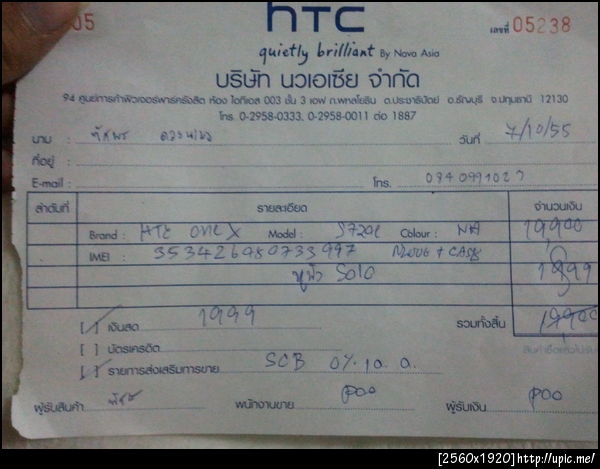 05
hTC
เลขที่ 05238
quietly brilliant By Nova Asia
บริษัท นวเอเซีย จำกัด
94 ศูนย์การค้าฟิวเจอร์พาร์ครังสิต ห้อง ไอทีเอส 003 ชั้น 3 เอฟ ถ.พหลโยธิน ต.ประชาธิปัตย์ อ.ธัญบุรี จ.ปทุมธานี 12130
โทร. 0-2958-0333, 0-2958-0011 ต่อ 1887
นาม : วันที่ 7/10/55
ที่อยู่ :
E-mail : โทร.
ลำดับที่ รายละเอียด จำนวนเงิน
Brand : HTC ONE X Model : S720e Colour : 19,900
IMEI : 353426980733997
หูฟัง Solo
[/] เงินสด 1999 รวมทั้งสิ้น 19900
[ ] บัตรเครดิต
[/] รายการส่งเสริมการขาย SCB 0% 10 ด.
ผู้รับสินค้า พนักงานขาย poo ผู้รับเงิน poo
[2560x1920]http://upic.me/